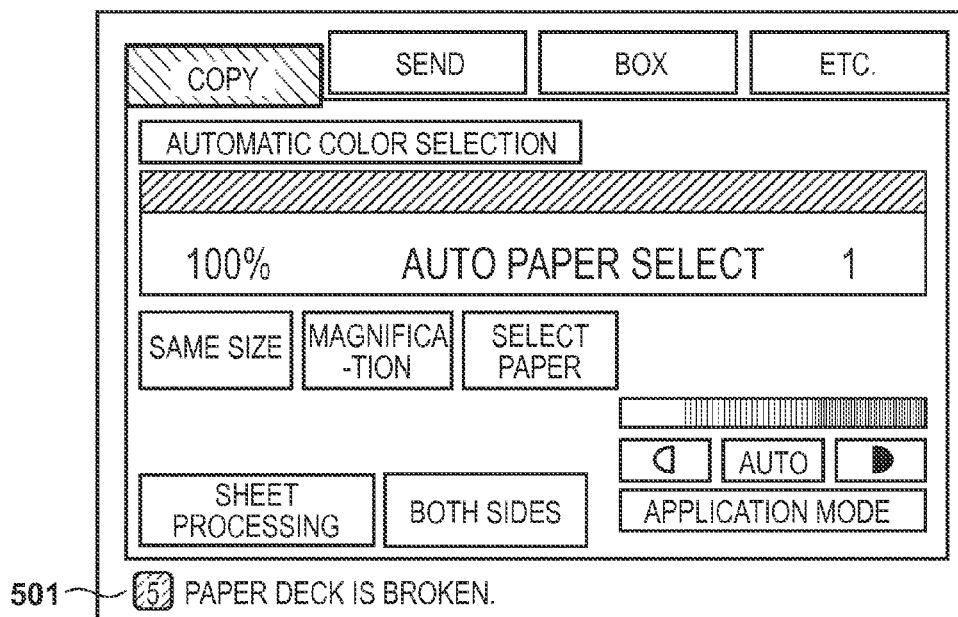 COPY SEND BOX ETC.
AUTOMATIC COLOR SELECTION
100% AUTO PAPER SELECT 1
SAME SIZE
MAGNIFICA
-TION
SELECT
PAPER
AUTO
SHEET
PROCESSING
BOTH SIDES
APPLICATION MODE
501 5 PAPER DECK IS BROKEN.